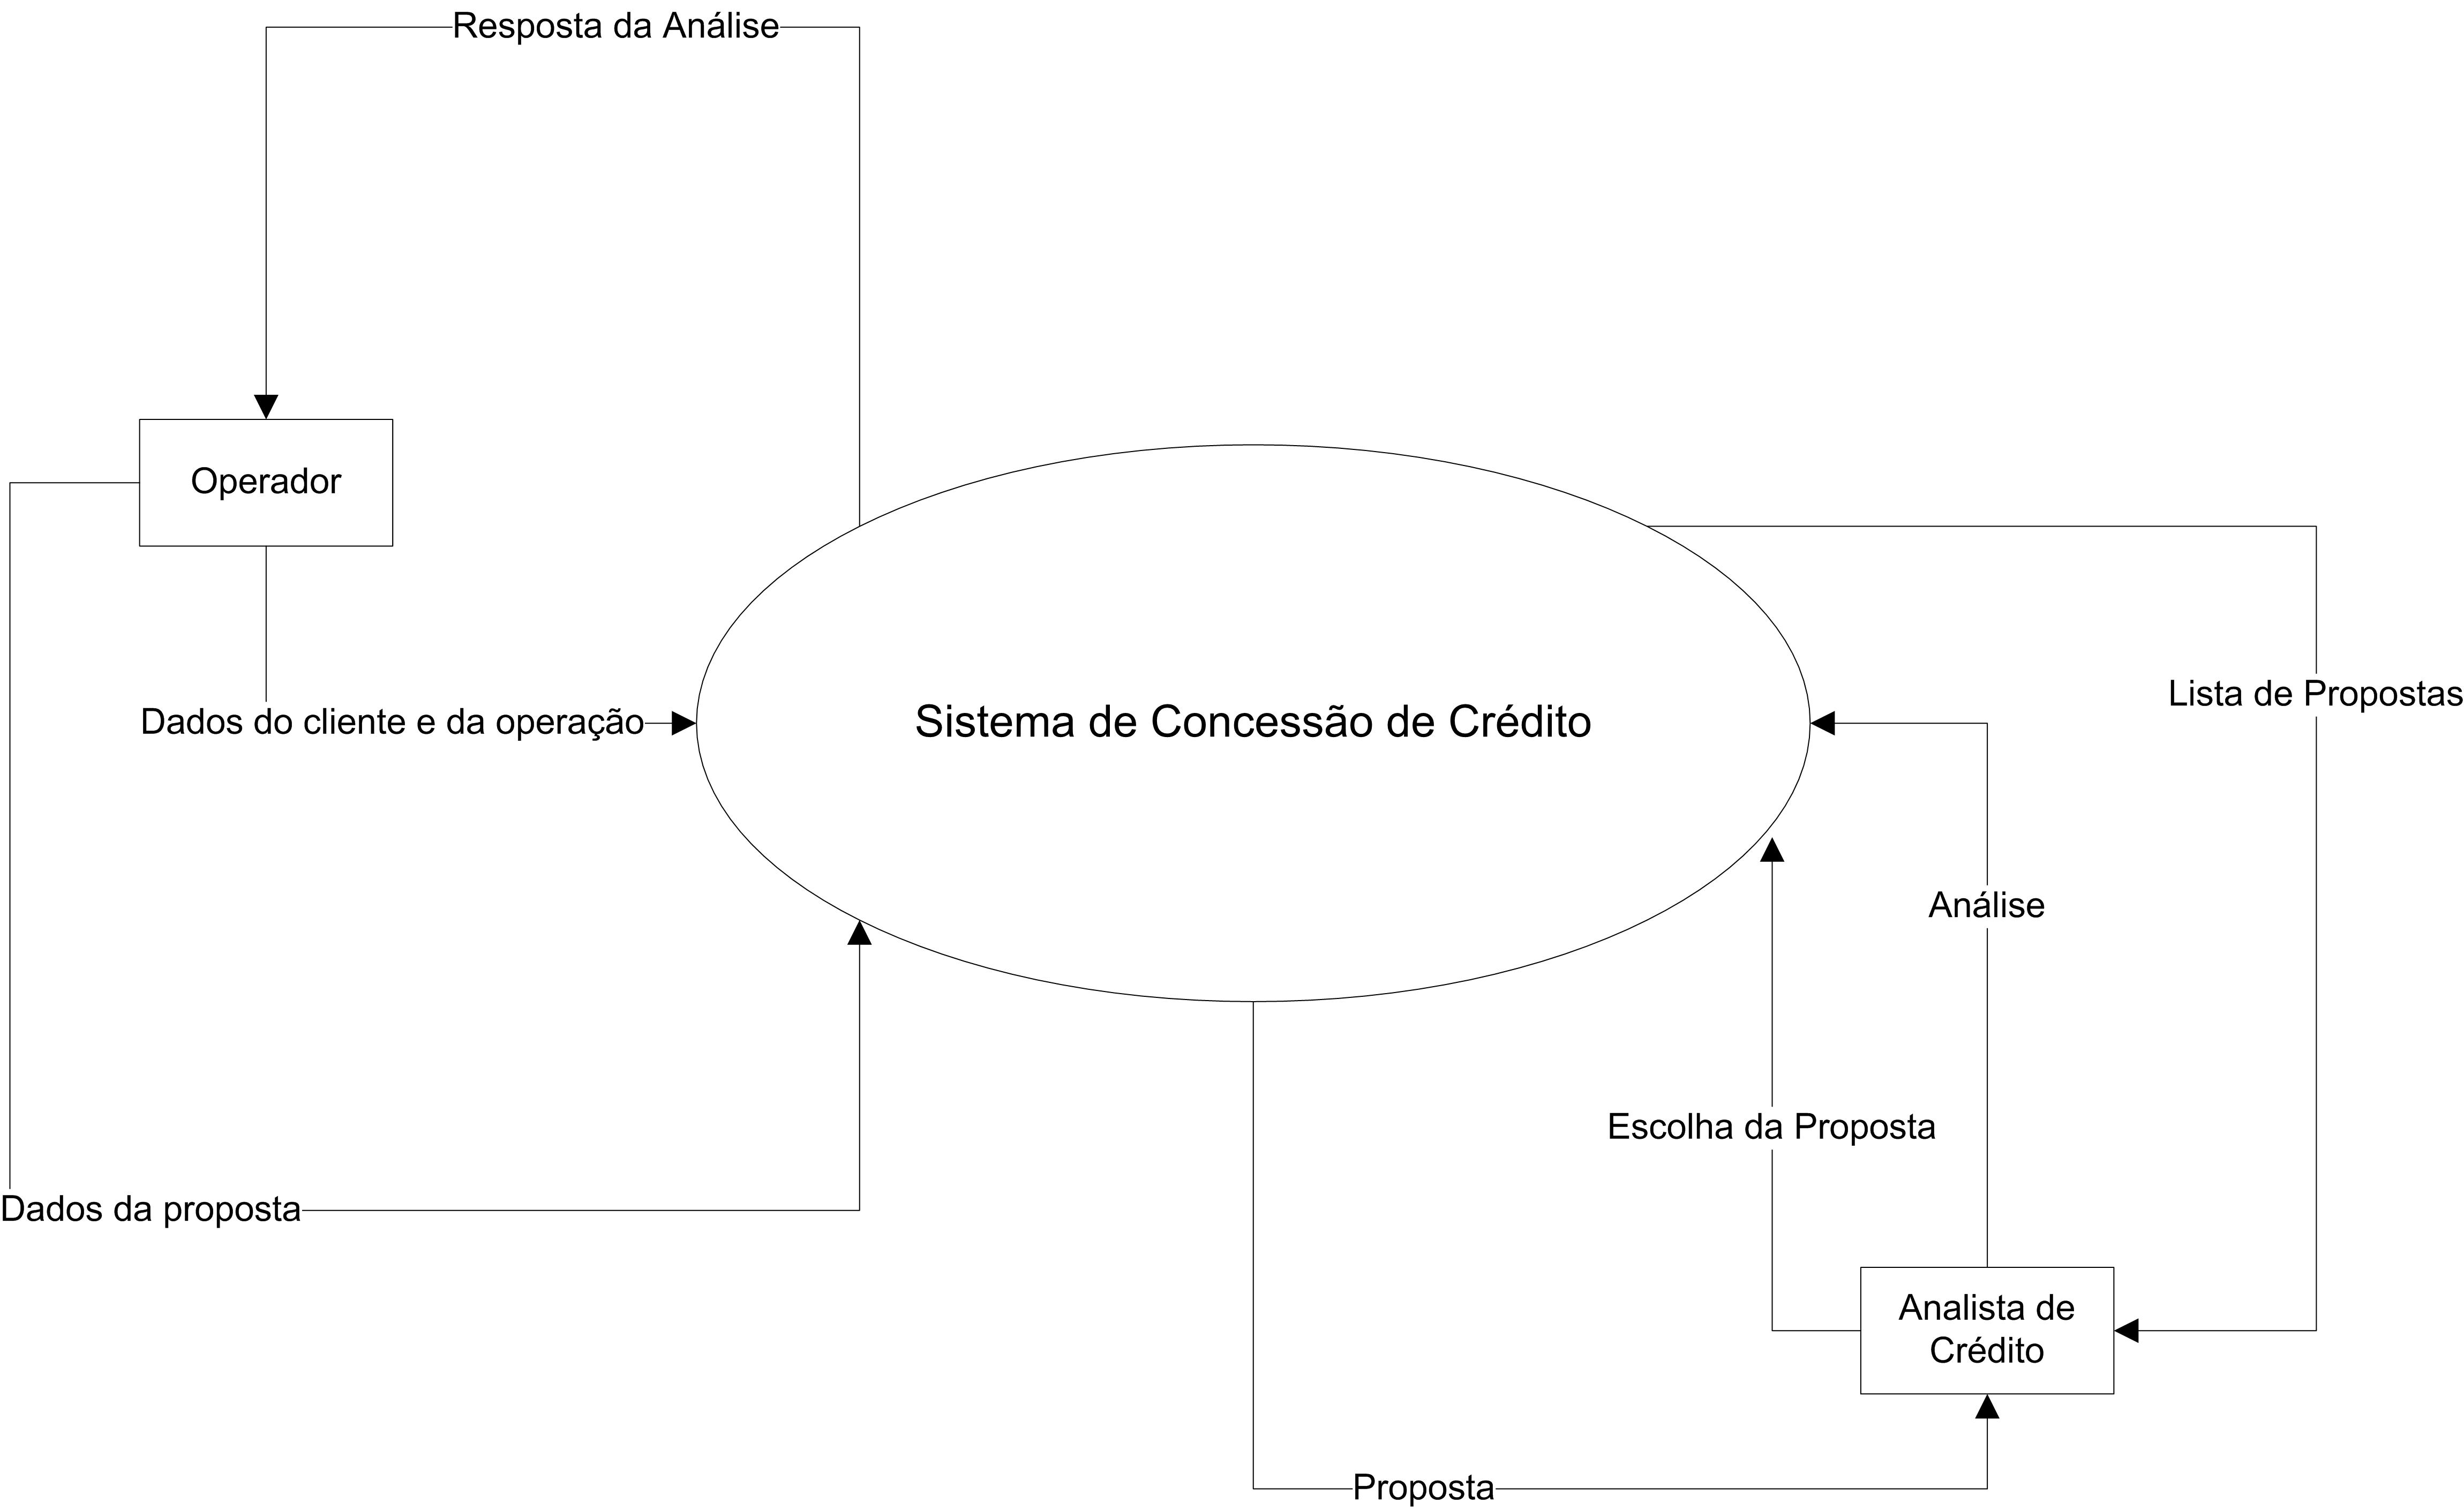 Resposta da Análise
Operador
Lista de Propostas
Dados do cliente e da operação
Sistema de Concessão de Crédito
Análise
Escolha da Proposta
Dados da proposta
Analista de
Crédito
Proposta